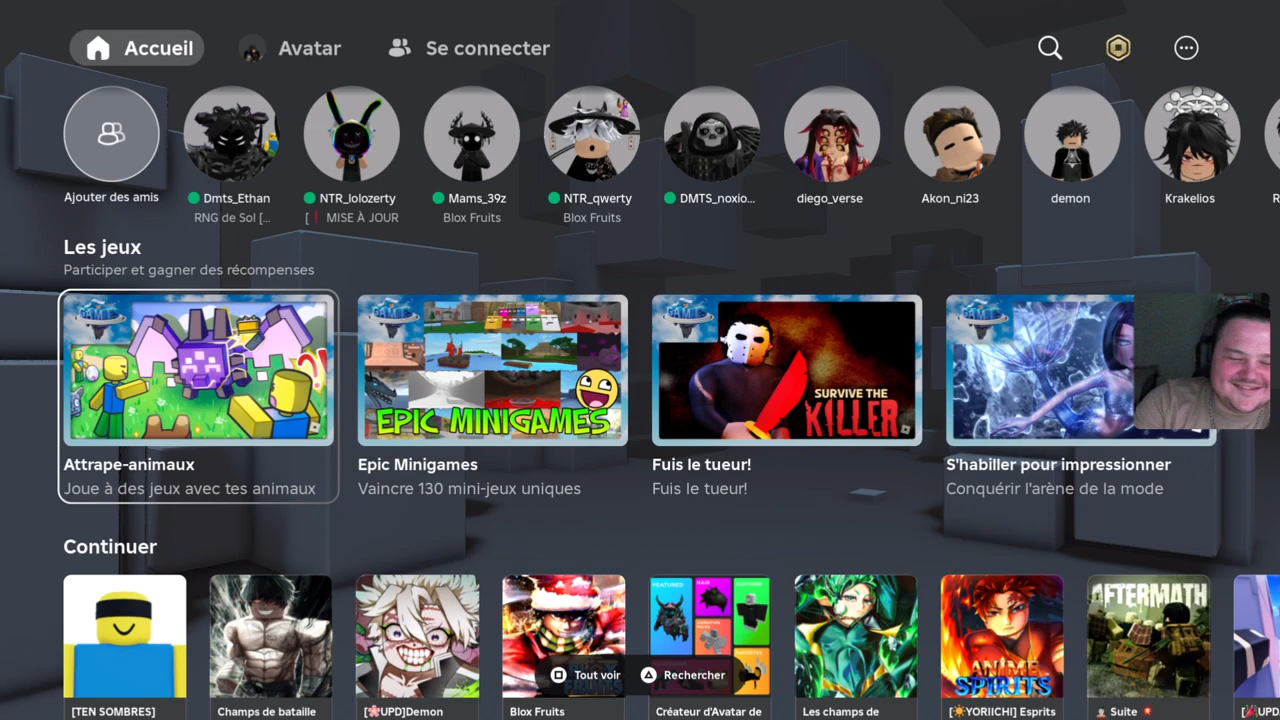 Accueil
Avatar
Se connecter
Ajouter des amis
Dmts_Ethan
RNG de Sol [...
NTR_lolozerty
[❗ MISE À JOUR
Mams_39z
Blox Fruits
NTR_qwerty
Blox Fruits
DMTS_noxio...
diego_verse
Akon_ni23
demon
Krakelios
Les jeux
Participer et gagner des récompenses
EPIC MINIGAMES
SURVIVE THE
KILLER
Attrape-animaux
Joue à des jeux avec tes animaux
Epic Minigames
Vaincre 130 mini-jeux uniques
Fuis le tueur!
Fuis le tueur!
S'habiller pour impressionner
Conquérir l'arène de la mode
Continuer
FEATURED
HAIR
ANIME
SPIRITS
AFTERMATH
Tout voir
Rechercher
[TEN SOMBRES]
Champs de bataille
[🌸UPD]Demon
Blox Fruits
Créateur d'Avatar de
Les champs de
[☀️YORIICHI] Esprits
Suite